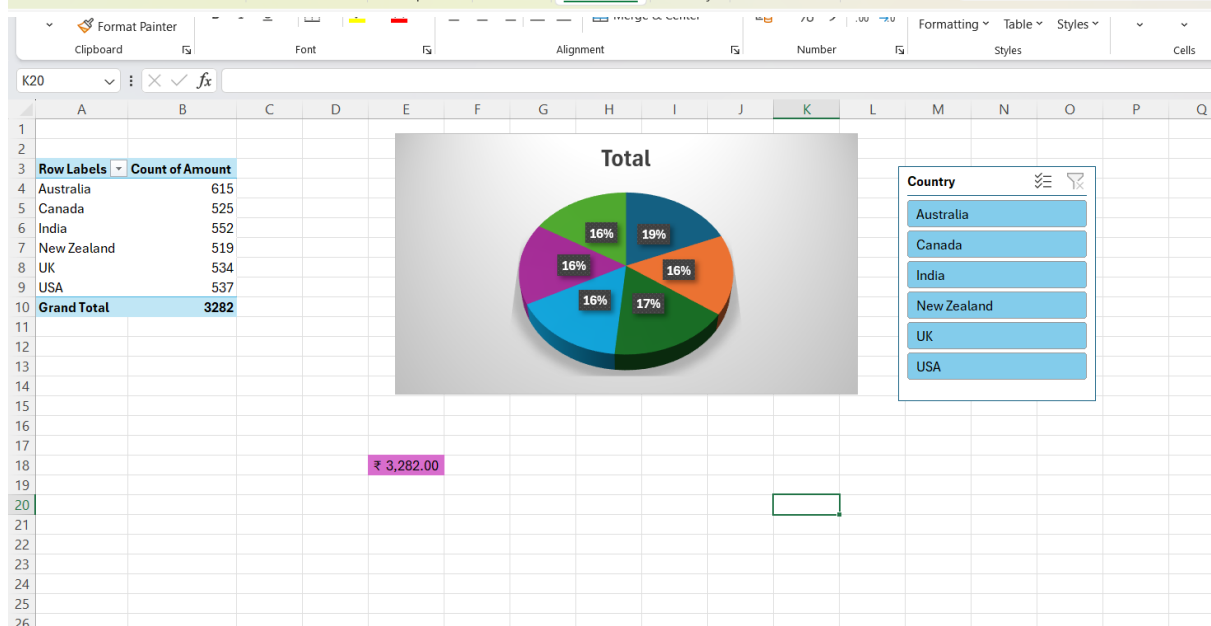 Format Painter
Merge & Center
Formatting Table Styles
Clipboard Font Alignment Number Styles Cells
K20 fx
A B C D E F G H I J K L M N O P Q
1
2
3 Row Labels Count of Amount
4 Australia 615
5 Canada 525
6 India 552
7 New Zealand 519
8 UK 534
9 USA 537
10 Grand Total 3282
11
12
13
14
15
16
17
18 ₹ 3,282.00
19
20
21
22
23
24
25
26
Total
16% 19%
16% 16%
16% 17%
Country
Australia
Canada
India
New Zealand
UK
USA